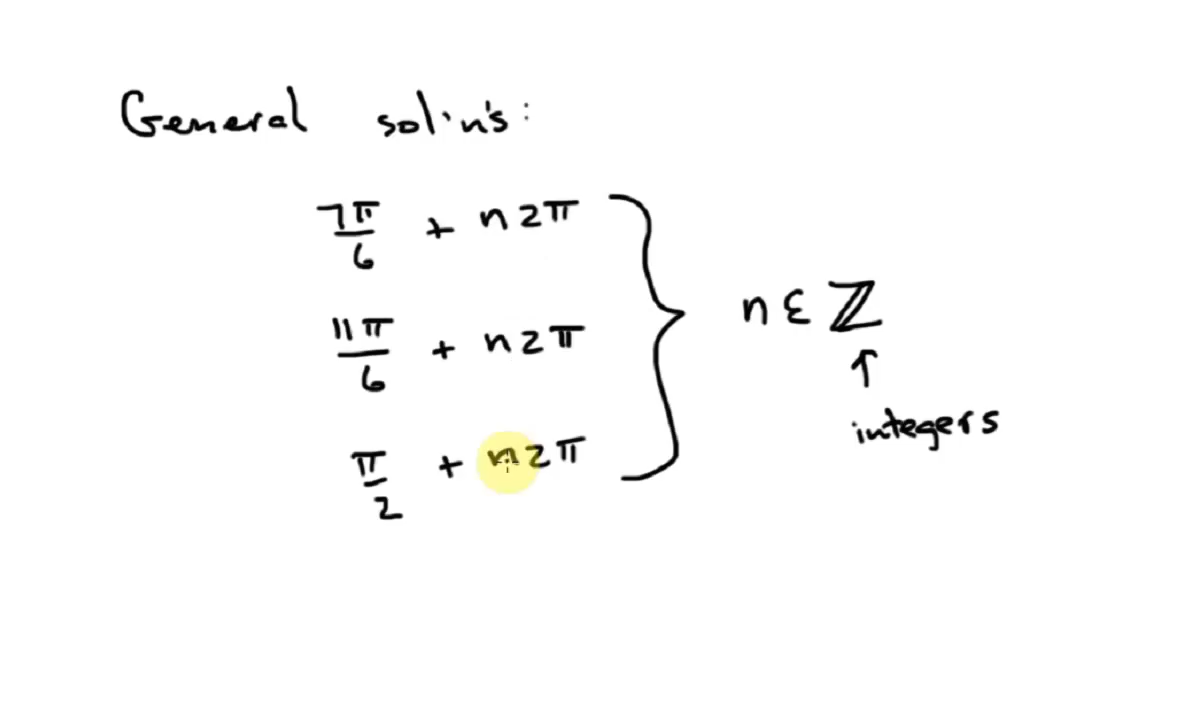 General sol'n's:
7π/6 + n2π
11π/6 + n2π
π/2 + n2π
n ∈ ℤ
↑
integers